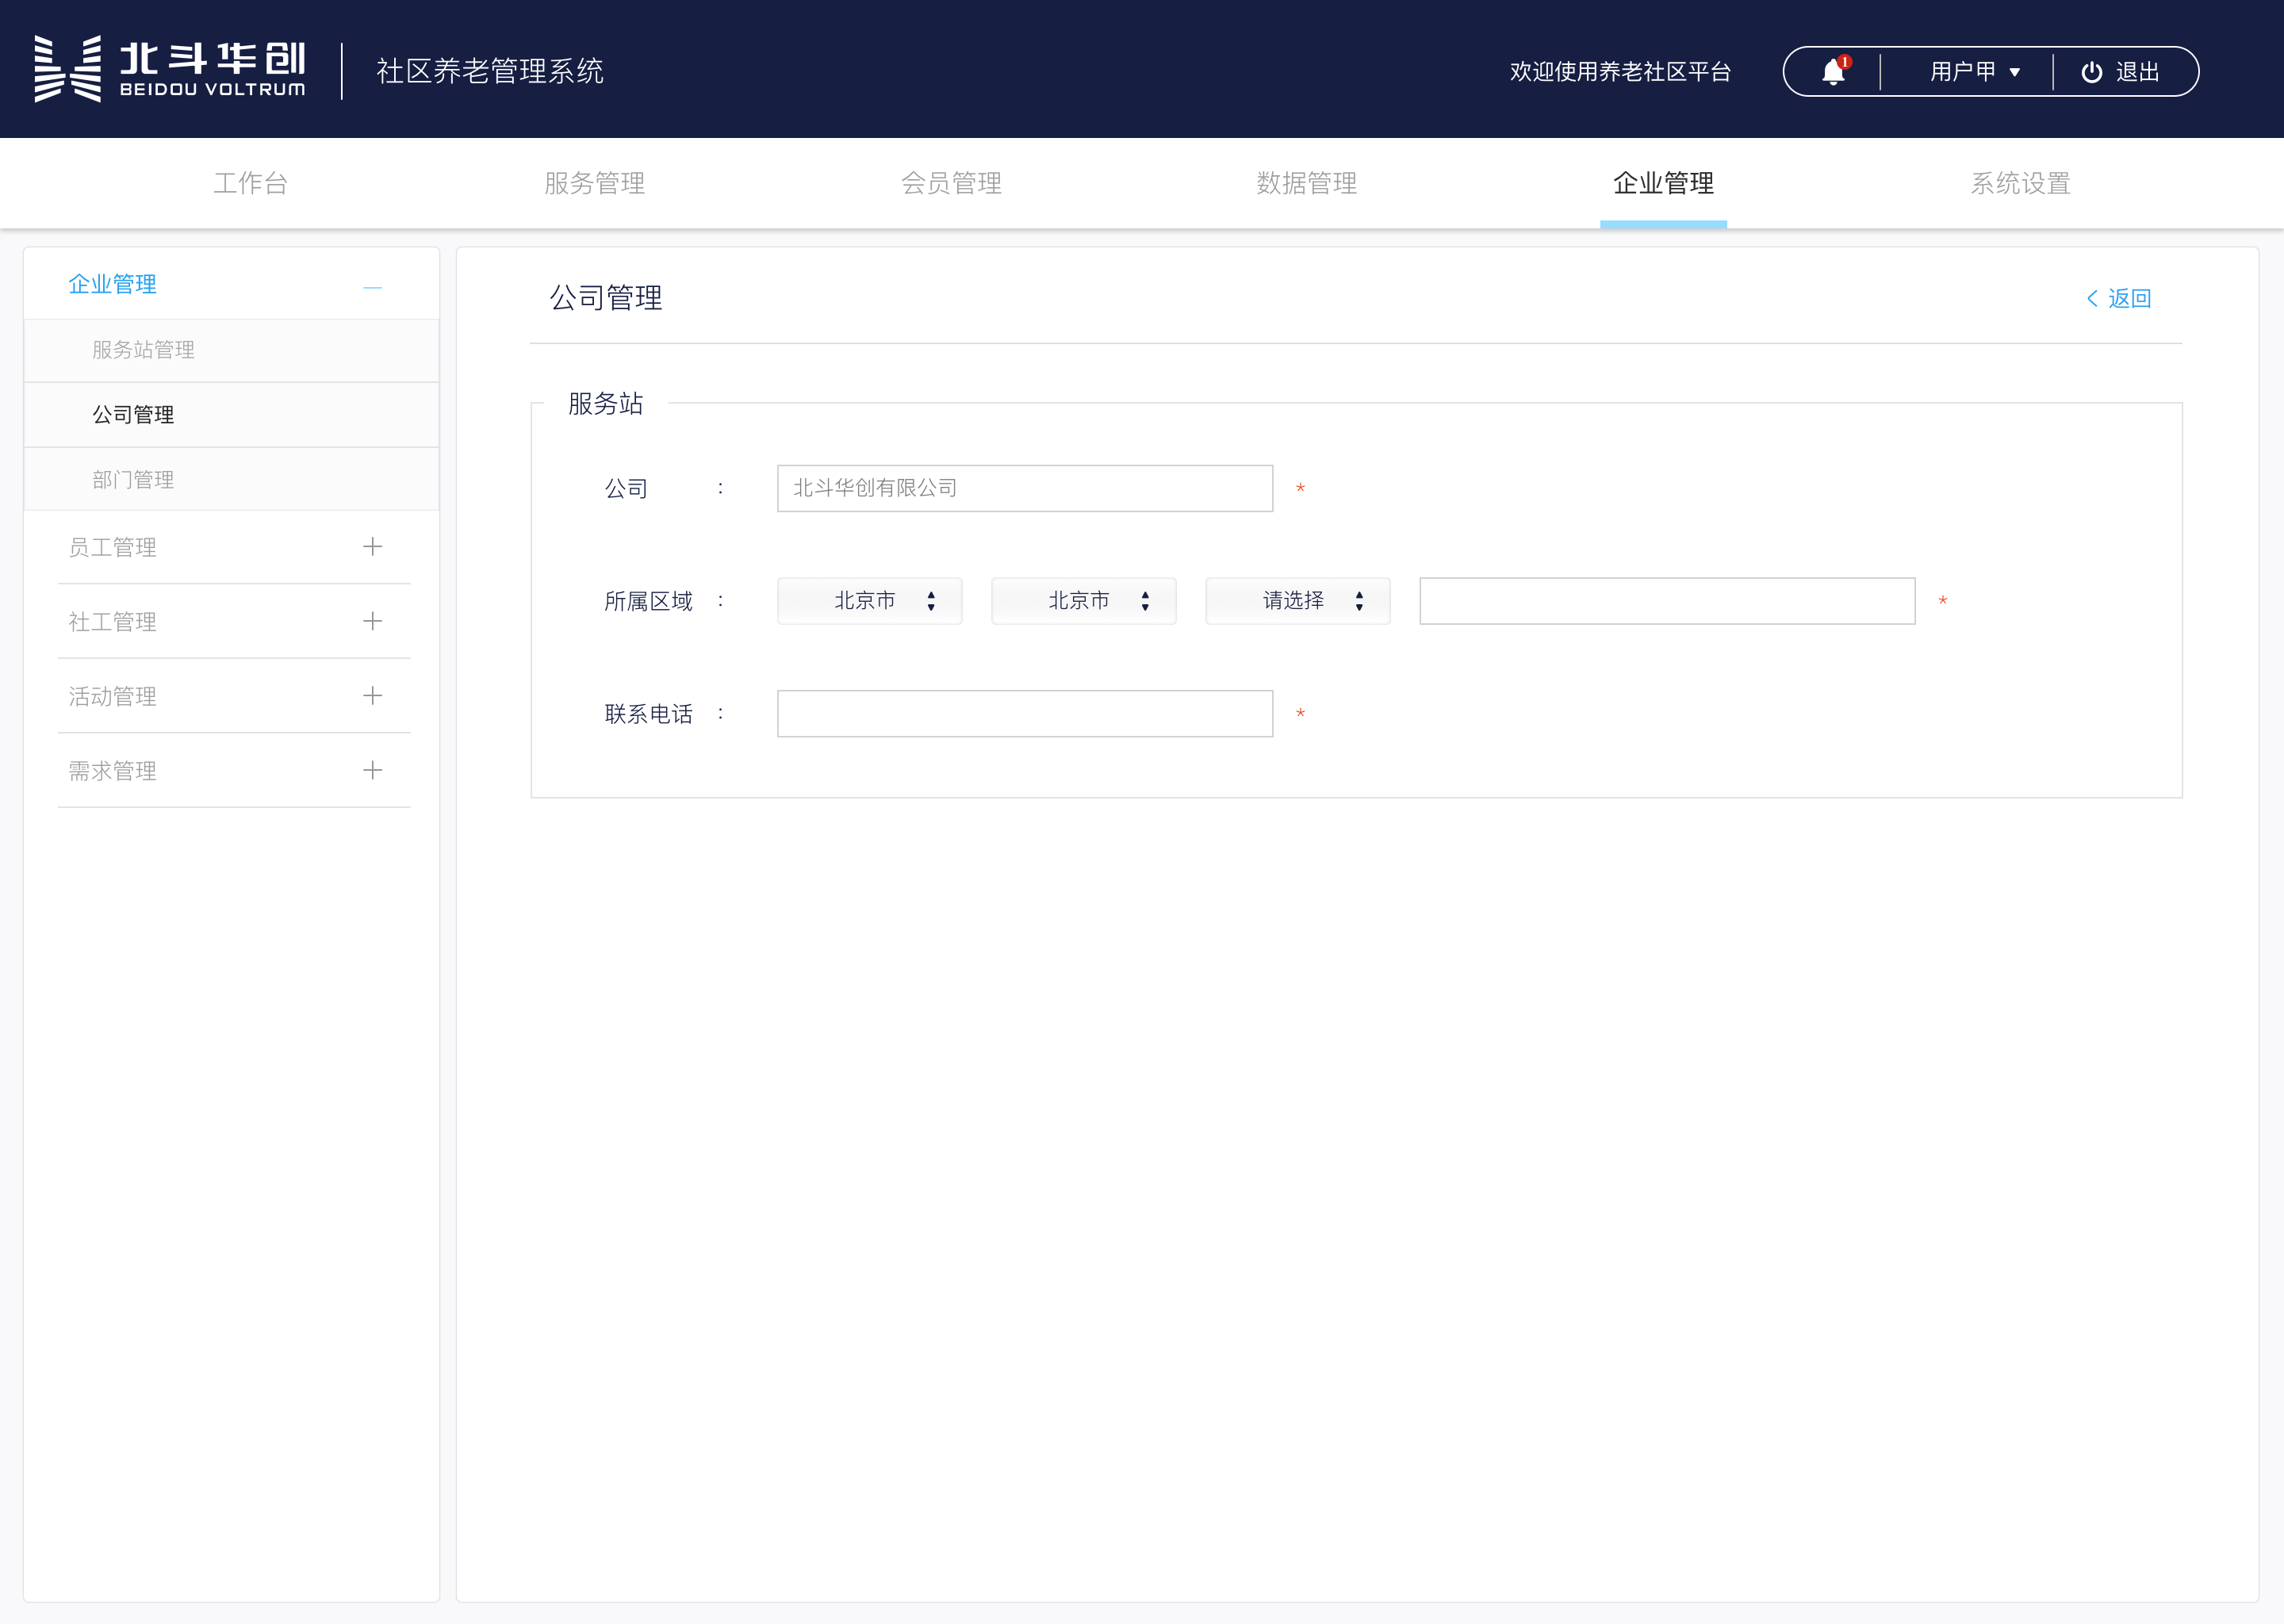 北斗华创
BEIDOU VOLTRUM
社区养老管理系统
欢迎使用养老社区平台
1
用户甲
退出
工作台
服务管理
会员管理
数据管理
企业管理
系统设置
企业管理
服务站管理
公司管理
部门管理
员工管理
社工管理
活动管理
需求管理
公司管理
返回
服务站
公司 : 北斗华创有限公司 *
所属区域 : 北京市 北京市 请选择 *
联系电话 : *